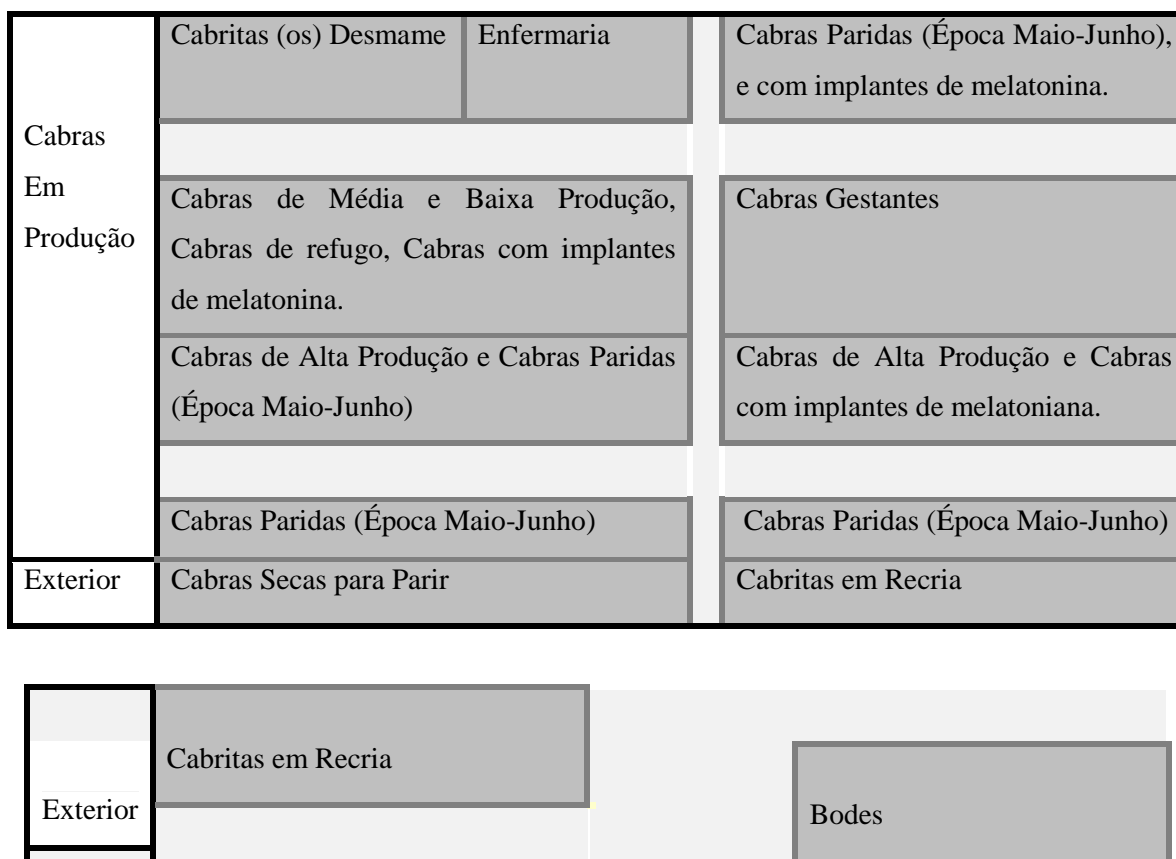 Cabritas (os) Desmame
Enfermaria
Cabras Paridas (Época Maio-Junho),
e com implantes de melatonina.
Cabras
Em
Produção
Cabras de Média e Baixa Produção,
Cabras de refugo, Cabras com implantes
de melatonina.
Cabras Gestantes
Cabras de Alta Produção e Cabras Paridas
(Época Maio-Junho)
Cabras de Alta Produção e Cabras
com implantes de melatoniana.
Cabras Paridas (Época Maio-Junho)
Cabras Paridas (Época Maio-Junho)
Exterior
Cabras Secas para Parir
Cabritas em Recria
Cabritas em Recria
Exterior
Bodes